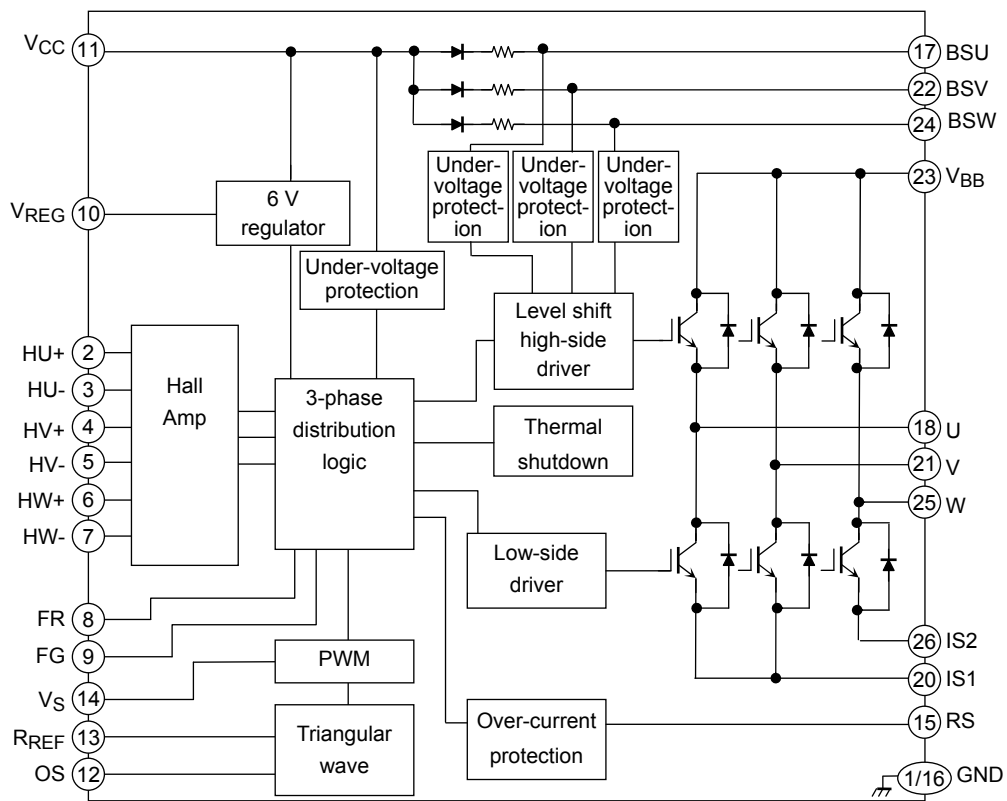 VCC
11
17
BSU
22
BSV
24
BSW
Under-
voltage
protect-
ion
Under-
voltage
protect-
ion
Under-
voltage
protect-
ion
23
VBB
VREG
10
6 V
regulator
Under-voltage
protection
Level shift
high-side
driver
HU+
2
HU-
3
HV+
4
HV-
5
HW+
6
HW-
7
Hall
Amp
3-phase
distribution
logic
Thermal
shutdown
18
U
21
V
25
W
Low-side
driver
FR
8
FG
9
VS
14
RREF
13
OS
12
PWM
Triangular
wave
Over-current
protection
26
IS2
20
IS1
15
RS
1/16
GND